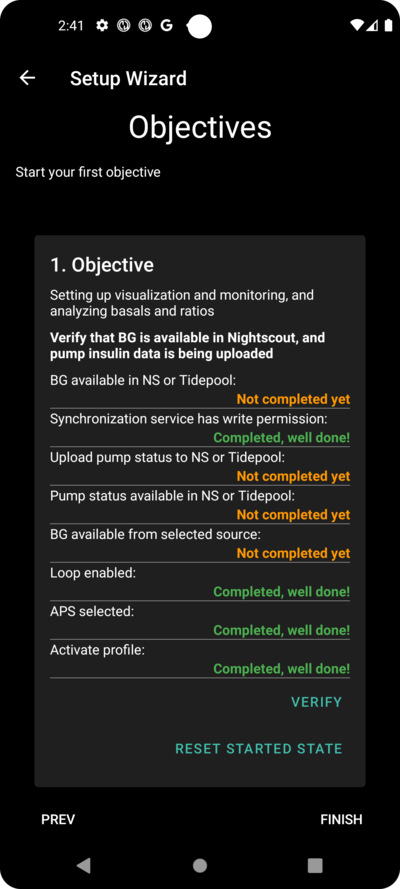 2:41
Setup Wizard
Objectives
Start your first objective
1. Objective
Setting up visualization and monitoring, and
analyzing basals and ratios
Verify that BG is available in Nightscout, and
pump insulin data is being uploaded
BG available in NS or Tidepool:
Not completed yet
Synchronization service has write permission:
Completed, well done!
Upload pump status to NS or Tidepool:
Not completed yet
Pump status available in NS or Tidepool:
Not completed yet
BG available from selected source:
Not completed yet
Loop enabled:
Completed, well done!
APS selected:
Completed, well done!
Activate profile:
Completed, well done!
VERIFY
RESET STARTED STATE
PREV
FINISH